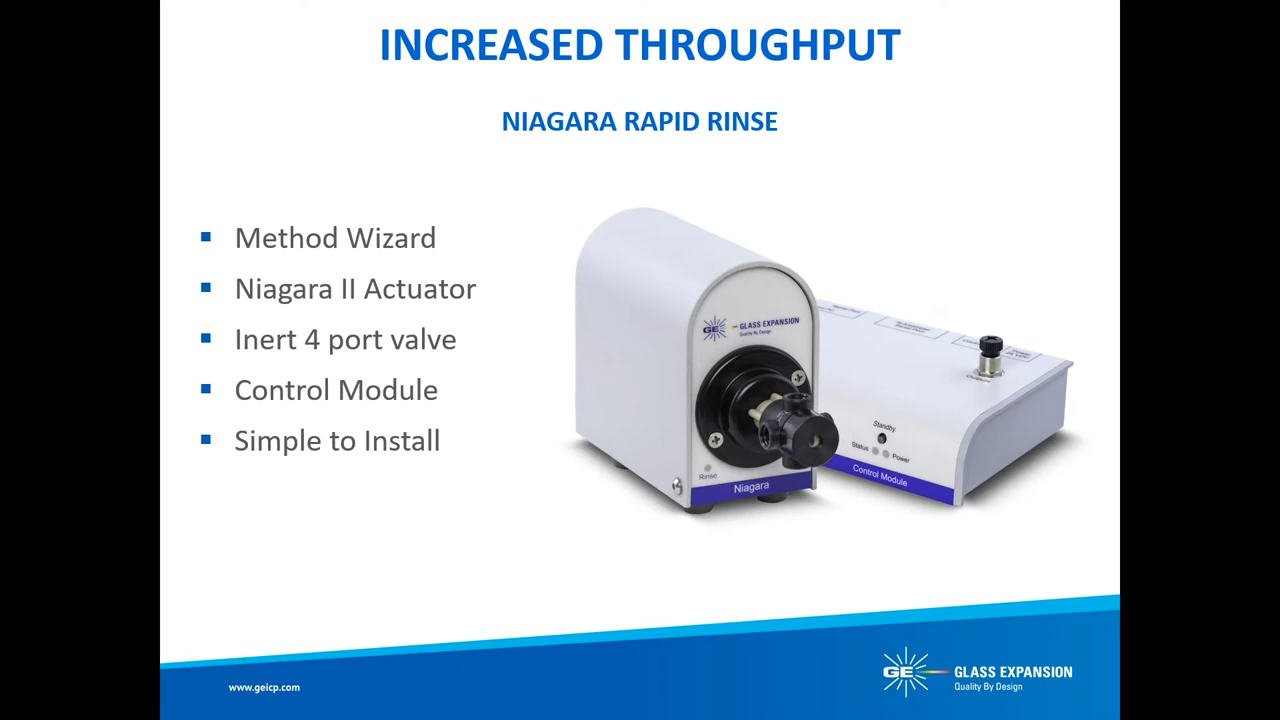 INCREASED THROUGHPUT
NIAGARA RAPID RINSE
▪ Method Wizard
▪ Niagara II Actuator
▪ Inert 4 port valve
▪ Control Module
▪ Simple to Install
GE GLASS EXPANSION
Quality By Design
Rinse
Niagara
Standby
Status
Power
Control Module
www.geicp.com
GE GLASS EXPANSION
Quality By Design